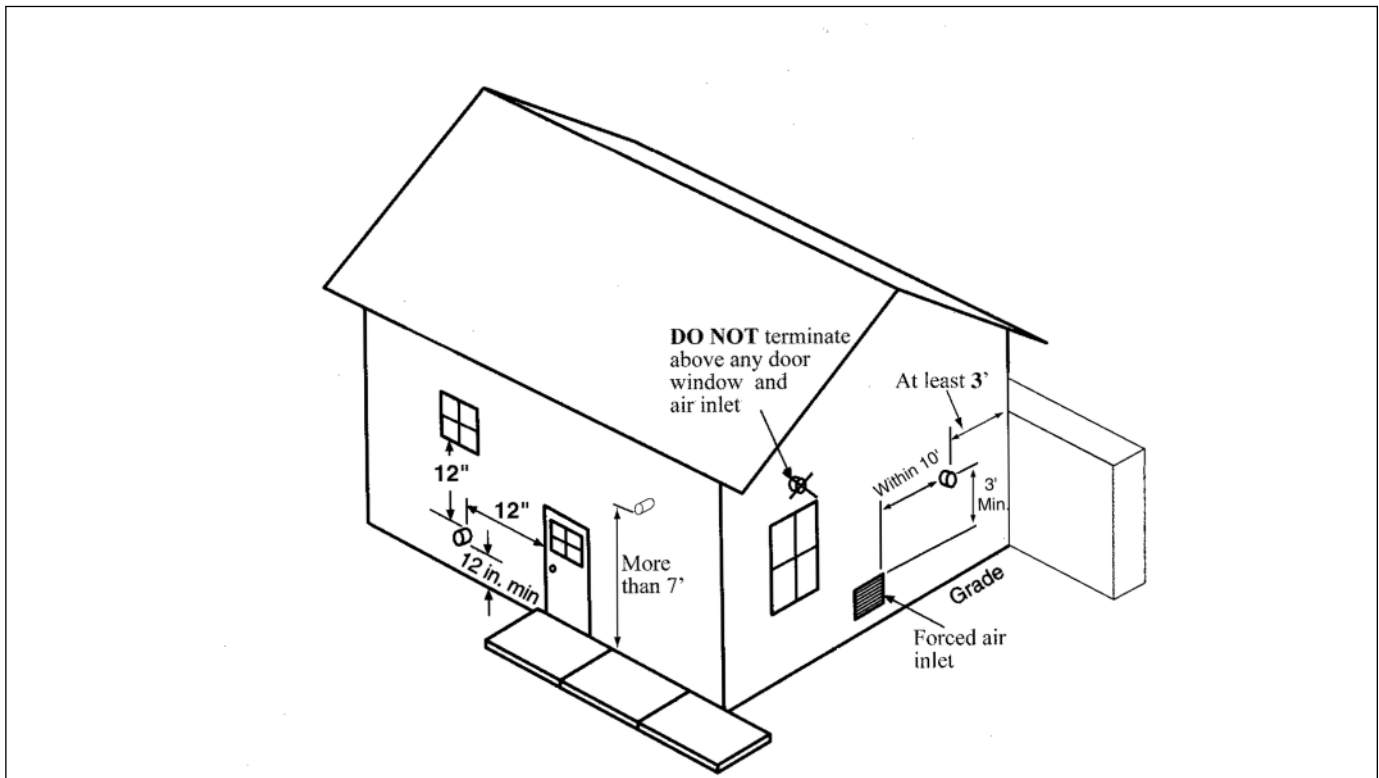 DO NOT terminate
above any door
window and
air inlet
At least 3'
Within 10'
3'
Min.
12"
12"
12 in. min
More
than 7'
Grade
Forced air
inlet